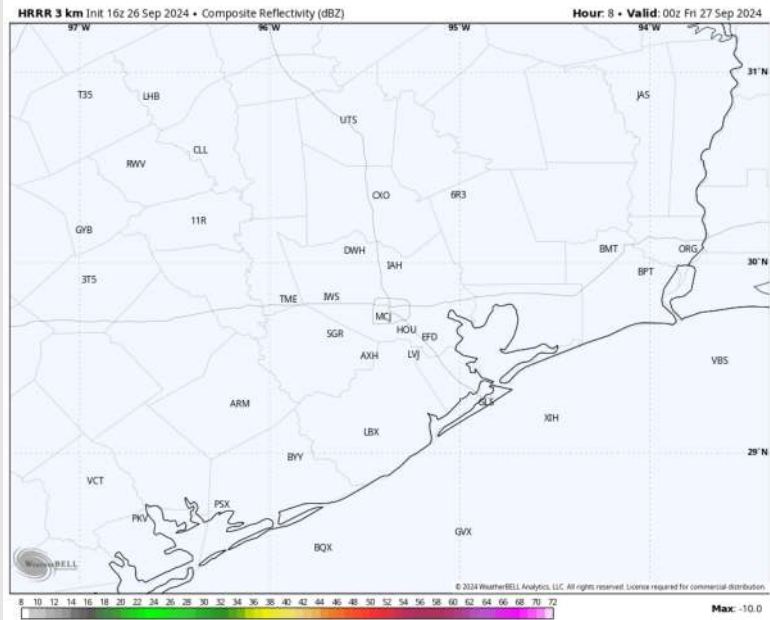 HRRR 3 km Init 16z 26 Sep 2024 • Composite Reflectivity (dBZ) Hour: 8 • Valid: 00z Fri 27 Sep 2024
97°W 96°W 95°W 94°W
31°N
T35 LHB JAS
UTS
CLL
RWV
CXO 6R3
11R
GYB
DWH BMT ORG
IAH 30°N
3T5 BPT
TME IWS
MCJ
SGR HOU EFD
AXH LVJ VBS
ARM GLS
XIH
LBX
BYY 29°N
VCT
PSX
PKV
GVX
BQX
WeatherBELL
© 2024 WeatherBELL Analytics, LLC. All rights reserved. License required for commercial distribution.
8 10 12 14 16 18 20 22 24 26 28 30 32 34 36 38 40 42 44 46 48 50 52 54 56 58 60 62 64 66 68 70 72 Max: -10.0